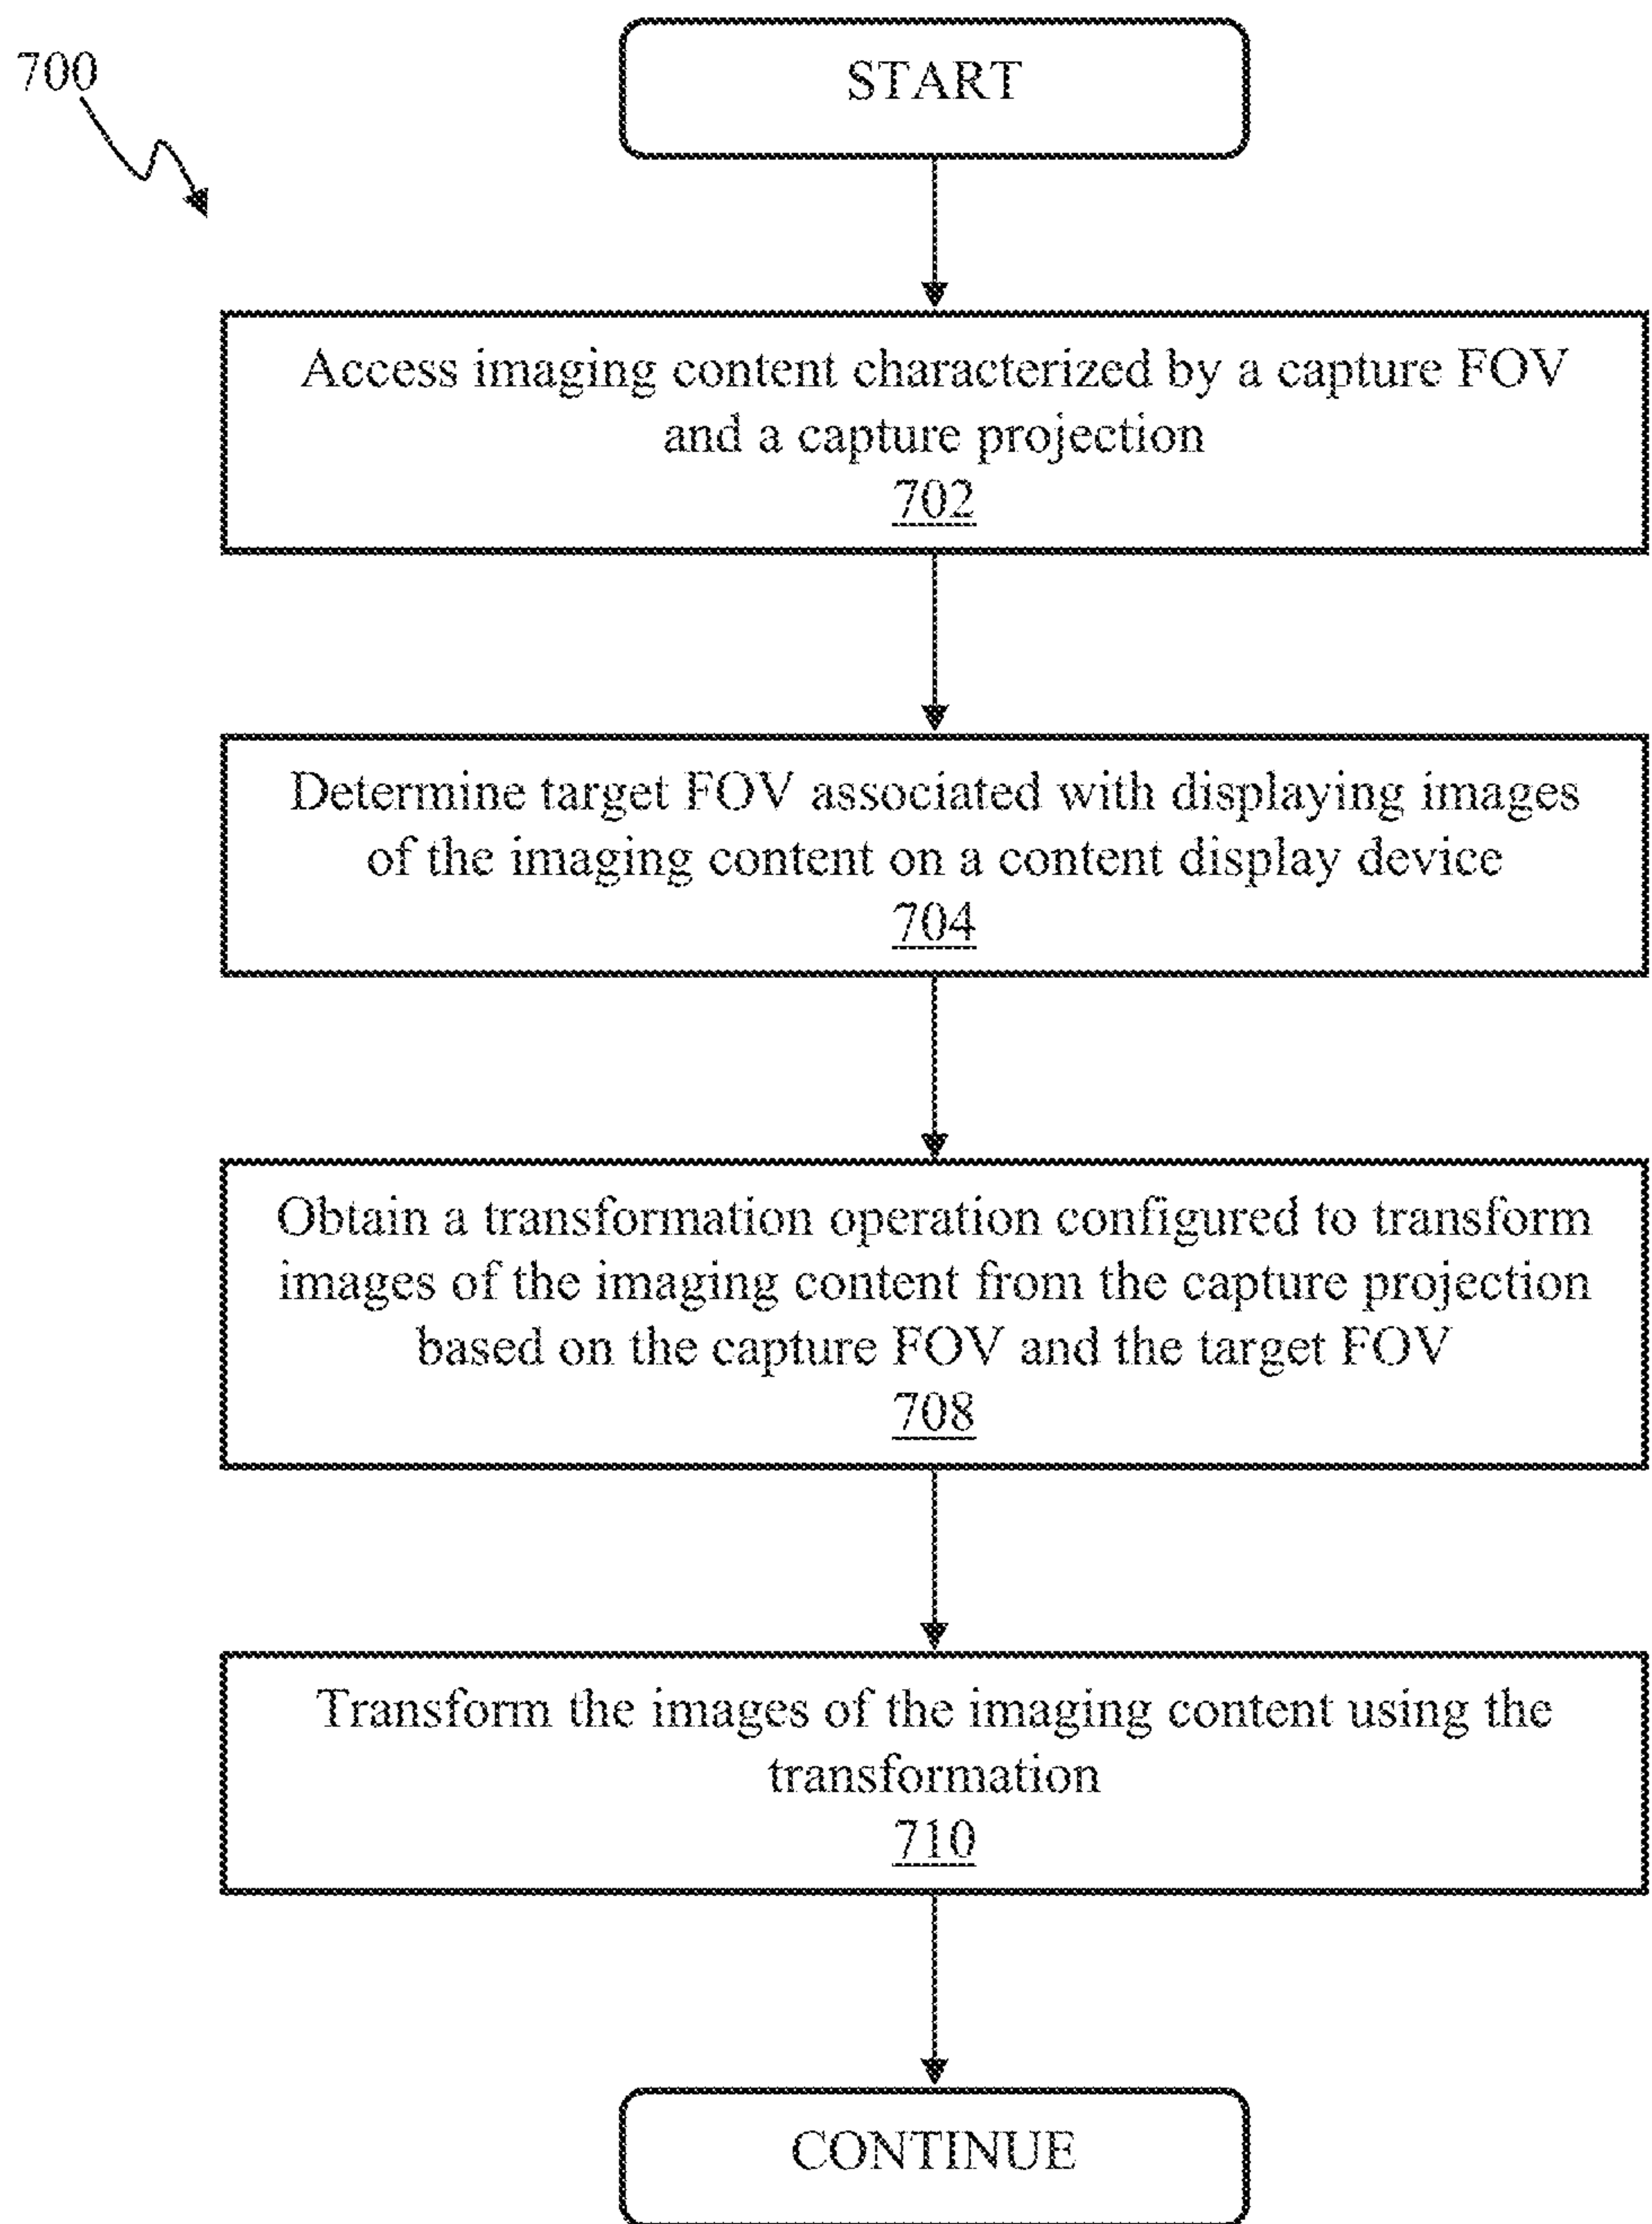 700
START
Access imaging content characterized by a capture FOV
and a capture projection
702
Determine target FOV associated with displaying images
of the imaging content on a content display device
704
Obtain a transformation operation configured to transform
images of the imaging content from the capture projection
based on the capture FOV and the target FOV
708
Transform the images of the imaging content using the
transformation
710
CONTINUE